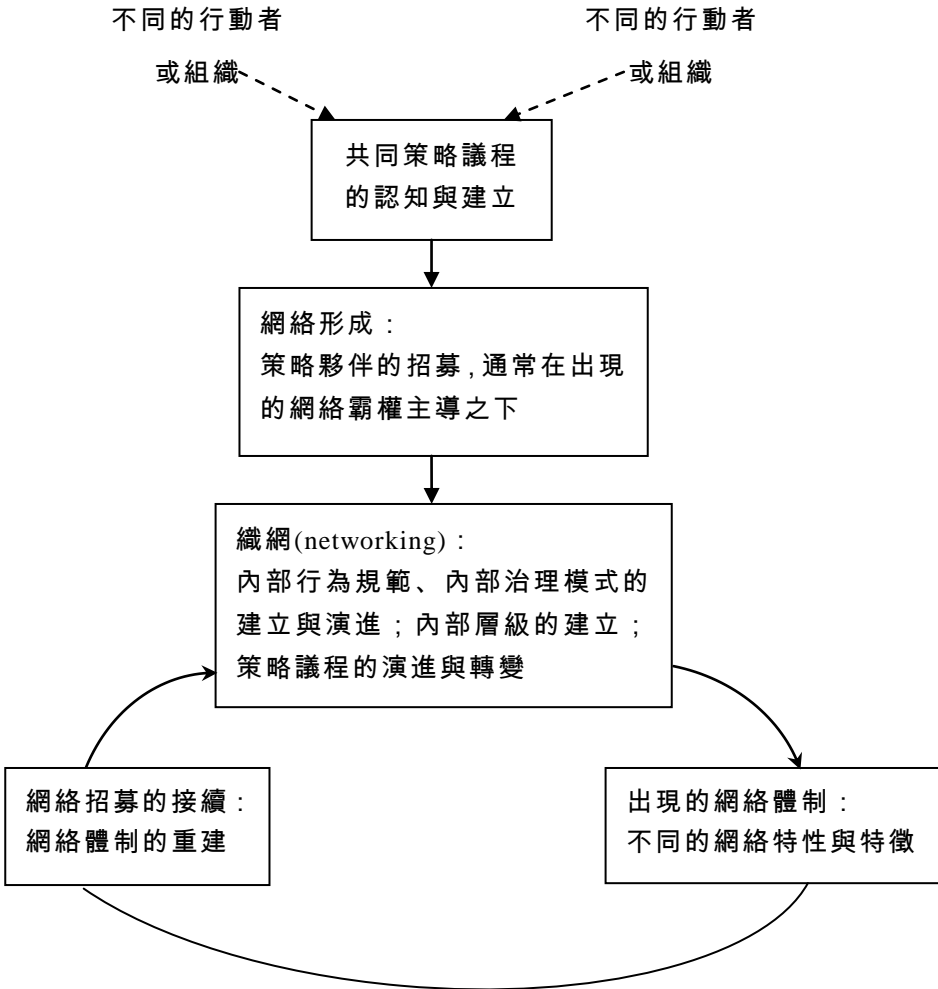 不同的行動者
或組織
不同的行動者
或組織
共同策略議程
的認知與建立
網絡形成：
策略夥伴的招募，通常在出現
的網絡霸權主導之下
織網(networking)：
內部行為規範、內部治理模式的
建立與演進；內部層級的建立；
策略議程的演進與轉變
網絡招募的接續：
網絡體制的重建
出現的網絡體制：
不同的網絡特性與特徵